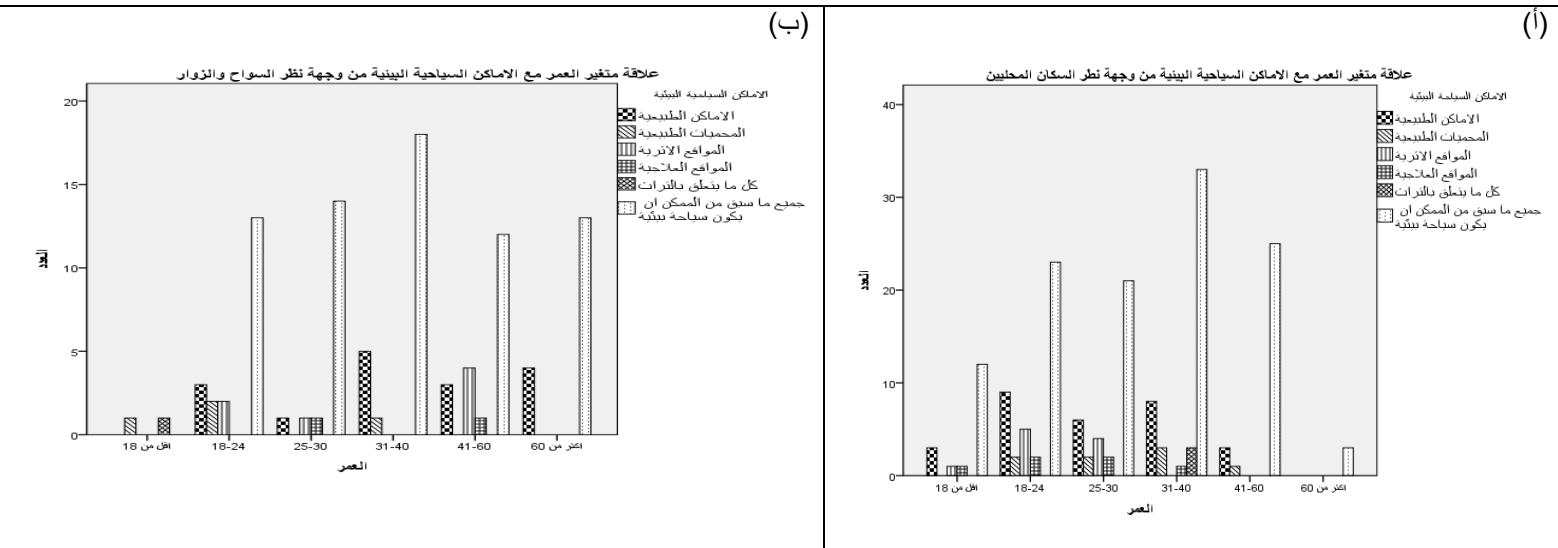 (أ)
علاقة متغير العمر مع الاماكن السياحية البيئية من وجهة نظر السكان المحليين
الاماكن السياحة البيئية
الاماكن الطبيعية
المحميات الطبيعية
المواقع الاثرية
المواقع العلاجية
كل ما يتعلق بالتراث
جميع ما سبق من الممكن ان
يكون سياحة بيئية
40
30
20
10
0
العدد
اقل من 18
18-24
25-30
31-40
41-60
اكثر من 60
العمر
(ب)
علاقة متغير العمر مع الاماكن السياحية البيئية من وجهة نظر السواح والزوار
الاماكن السياحية البيئية
الاماكن الطبيعية
المحميات الطبيعية
المواقع الاثرية
المواقع العلاجية
كل ما يتعلق بالتراث
جميع ما سبق من الممكن ان
يكون سياحة بيئية
20
15
10
5
0
العدد
اقل من 18
18-24
25-30
31-40
41-60
اكثر من 60
العمر